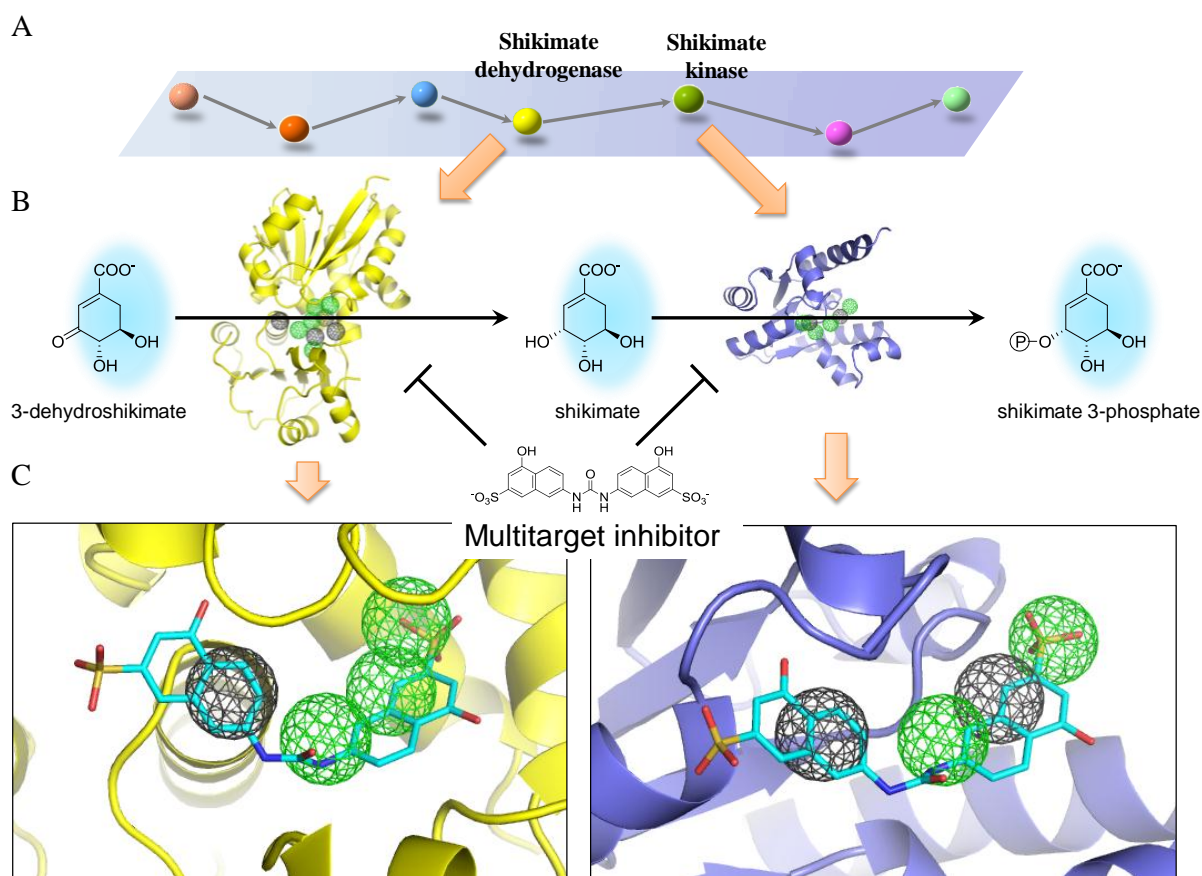 A
Shikimate
dehydrogenase
Shikimate
kinase
B
COO-
O
OH
OH
3-dehydroshikimate
COO-
HO
OH
OH
shikimate
COO-
P
O
OH
OH
shikimate 3-phosphate
C
OH
OH
O
-O3S
N
H
N
H
SO3-
Multitarget inhibitor